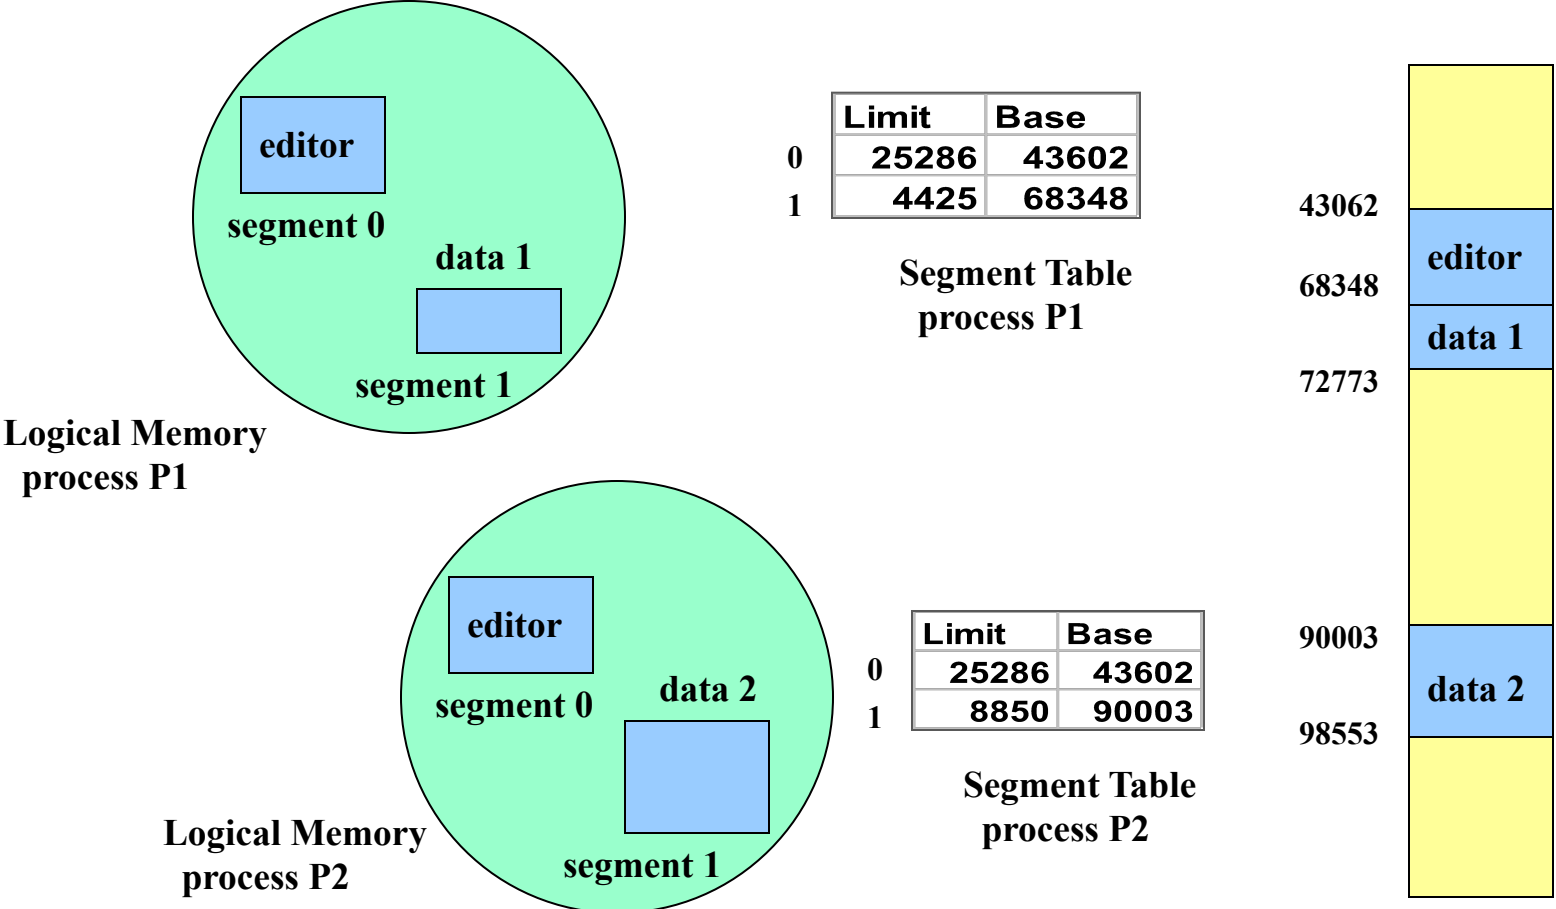 editor
segment 0
data 1
segment 1
Logical Memory
process P1
Limit Base
0 25286 43602
1 4425 68348
Segment Table
process P1
editor
segment 0
data 2
segment 1
Logical Memory
process P2
Limit Base
0 25286 43602
1 8850 90003
Segment Table
process P2
43062
editor
68348
data 1
72773
90003
data 2
98553